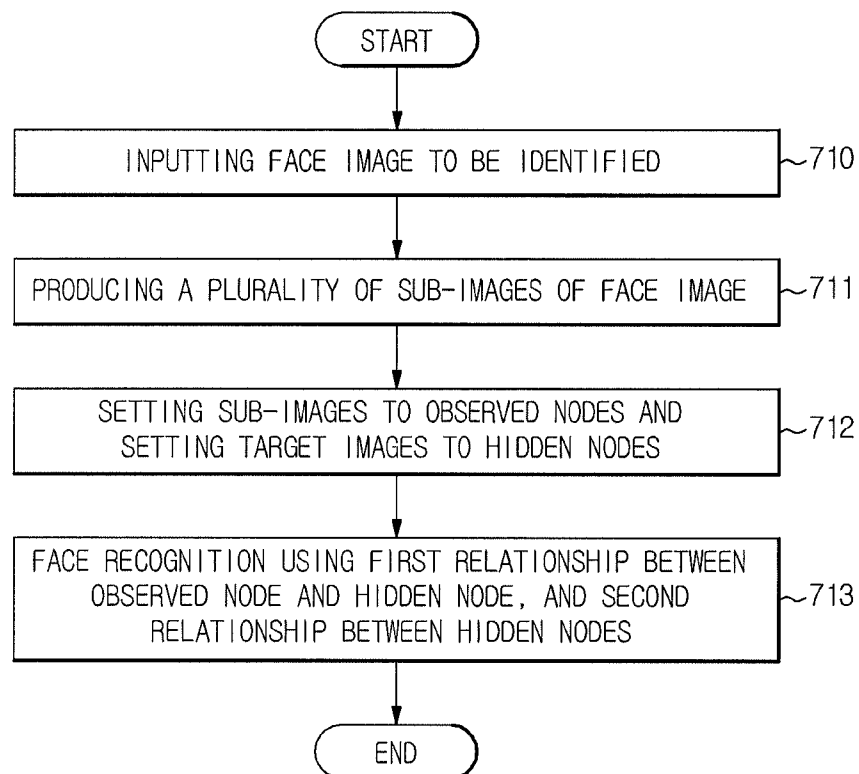 START
INPUTTING FACE IMAGE TO BE IDENTIFIED
~710
PRODUCING A PLURALITY OF SUB-IMAGES OF FACE IMAGE
~711
SETTING SUB-IMAGES TO OBSERVED NODES AND
SETTING TARGET IMAGES TO HIDDEN NODES
~712
FACE RECOGNITION USING FIRST RELATIONSHIP BETWEEN
OBSERVED NODE AND HIDDEN NODE, AND SECOND
RELATIONSHIP BETWEEN HIDDEN NODES
~713
END